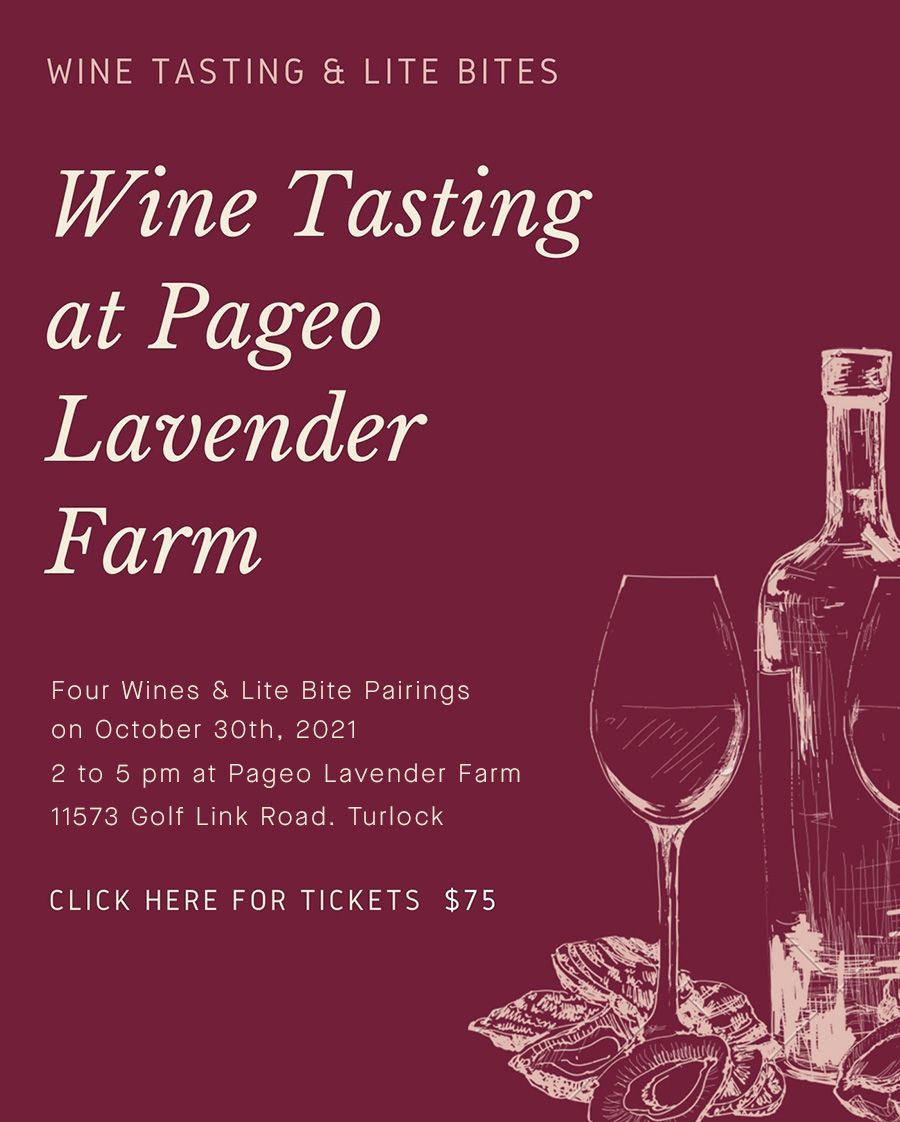 WINE TASTING & LITE BITES
Wine Tasting
at Pageo
Lavender
Farm
Four Wines & Lite Bite Pairings
on October 30th, 2021
2 to 5 pm at Pageo Lavender Farm
11573 Golf Link Road. Turlock
CLICK HERE FOR TICKETS $75